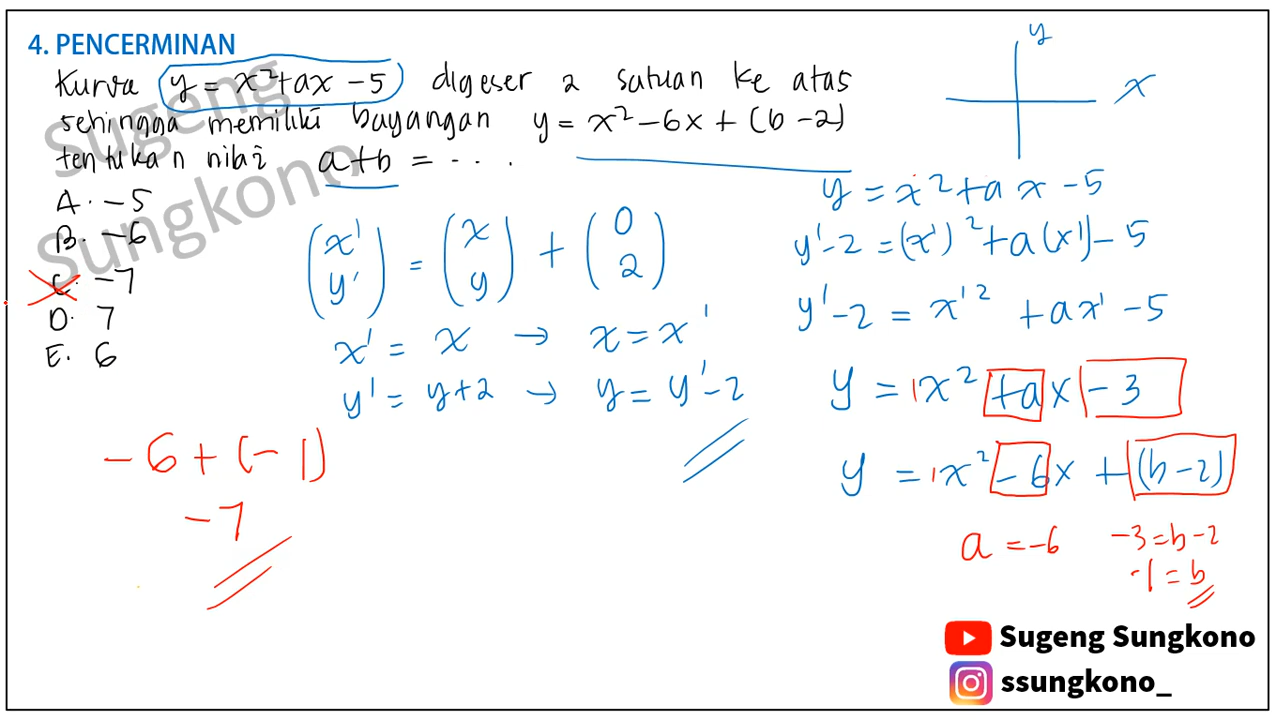 4. PENCERMINAN
Kurva y = x² + ax - 5 digeser 2 satuan ke atas
sehingga memiliki bayangan y = x² - 6x + (b - 2)
tentukan nilai a+b = . . .
A. -5
B. -6
C. -7
D. 7
E. 6
Sugeng
Sungkono
y
x
(x' y') = (x y) + (0 2)
x' = x → x = x'
y' = y+2 → y = y' - 2
y = x² + ax - 5
y' - 2 = (x')² + a(x') - 5
y' - 2 = x'² + ax' - 5
y = 1x² + ax - 3
y = 1x² - 6x + (b - 2)
a = -6
-3 = b - 2
-1 = b
-6 + (-1)
-7
Sugeng Sungkono
ssungkono_